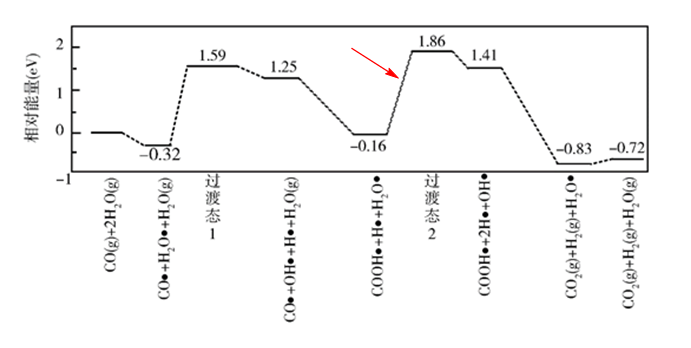 相对能量(eV)
2
1
0
-1
1.59
1.25
-0.32
-0.16
1.86
1.41
-0.83
-0.72
CO(g)+2H₂O(g)
CO●+H₂O●+H₂O(g)
过渡态1
CO●+OH●+H●+H₂O(g)
COOH●+H●+H₂O●
过渡态2
COOH●+2H●+OH●
CO₂(g)+H₂(g)+H₂O●
CO₂(g)+H₂(g)+H₂O(g)